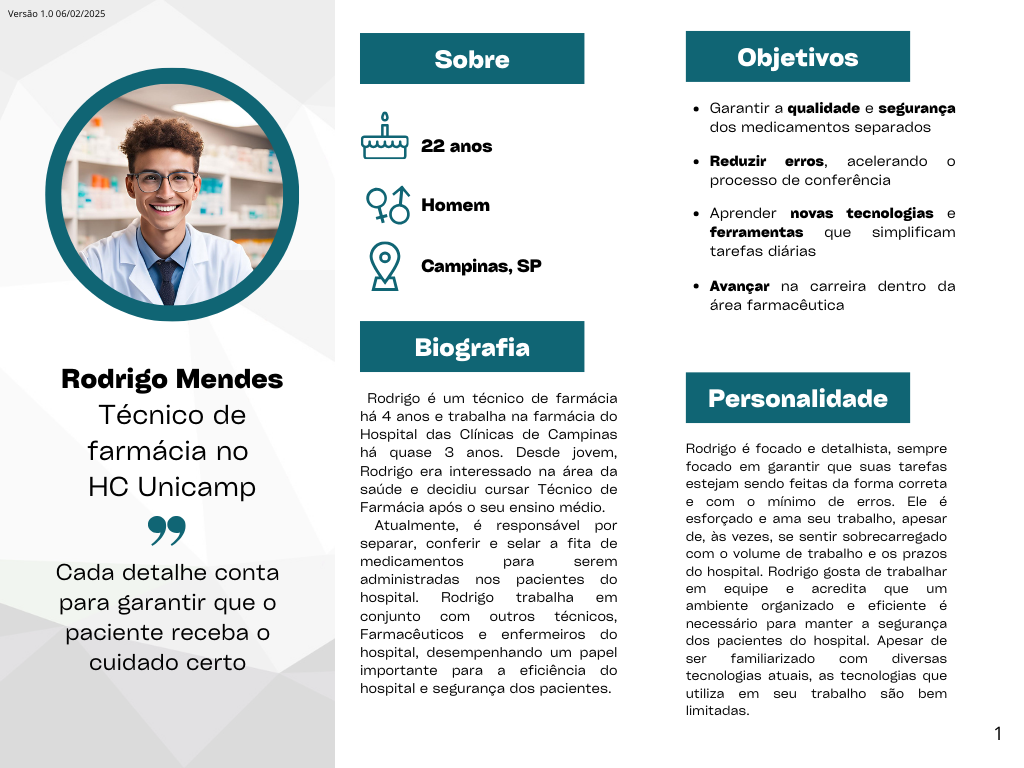 Versão 1.0 06/02/2025
Rodrigo Mendes
Técnico de
farmácia no
HC Unicamp
”
Cada detalhe conta
para garantir que o
paciente receba o
cuidado certo
Sobre
22 anos
Homem
Campinas, SP
Biografia
Rodrigo é um técnico de farmácia
há 4 anos e trabalha na farmácia do
Hospital das Clínicas de Campinas
há quase 3 anos. Desde jovem,
Rodrigo era interessado na área da
saúde e decidiu cursar Técnico de
Farmácia após o seu ensino médio.
Atualmente, é responsável por
separar, conferir e selar a fita de
medicamentos para serem
administradas nos pacientes do
hospital. Rodrigo trabalha em
conjunto com outros técnicos,
Farmacêuticos e enfermeiros do
hospital, desempenhando um papel
importante para a eficiência do
hospital e segurança dos pacientes.
Objetivos
• Garantir a qualidade e segurança
dos medicamentos separados
• Reduzir erros, acelerando o
processo de conferência
• Aprender novas tecnologias e
ferramentas que simplificam
tarefas diárias
• Avançar na carreira dentro da
área farmacêutica
Personalidade
Rodrigo é focado e detalhista, sempre
focado em garantir que suas tarefas
estejam sendo feitas da forma correta
e com o mínimo de erros. Ele é
esforçado e ama seu trabalho, apesar
de, às vezes, se sentir sobrecarregado
com o volume de trabalho e os prazos
do hospital. Rodrigo gosta de trabalhar
em equipe e acredita que um
ambiente organizado e eficiente é
necessário para manter a segurança
dos pacientes do hospital. Apesar de
ser familiarizado com diversas
tecnologias atuais, as tecnologias que
utiliza em seu trabalho são bem
limitadas.
1